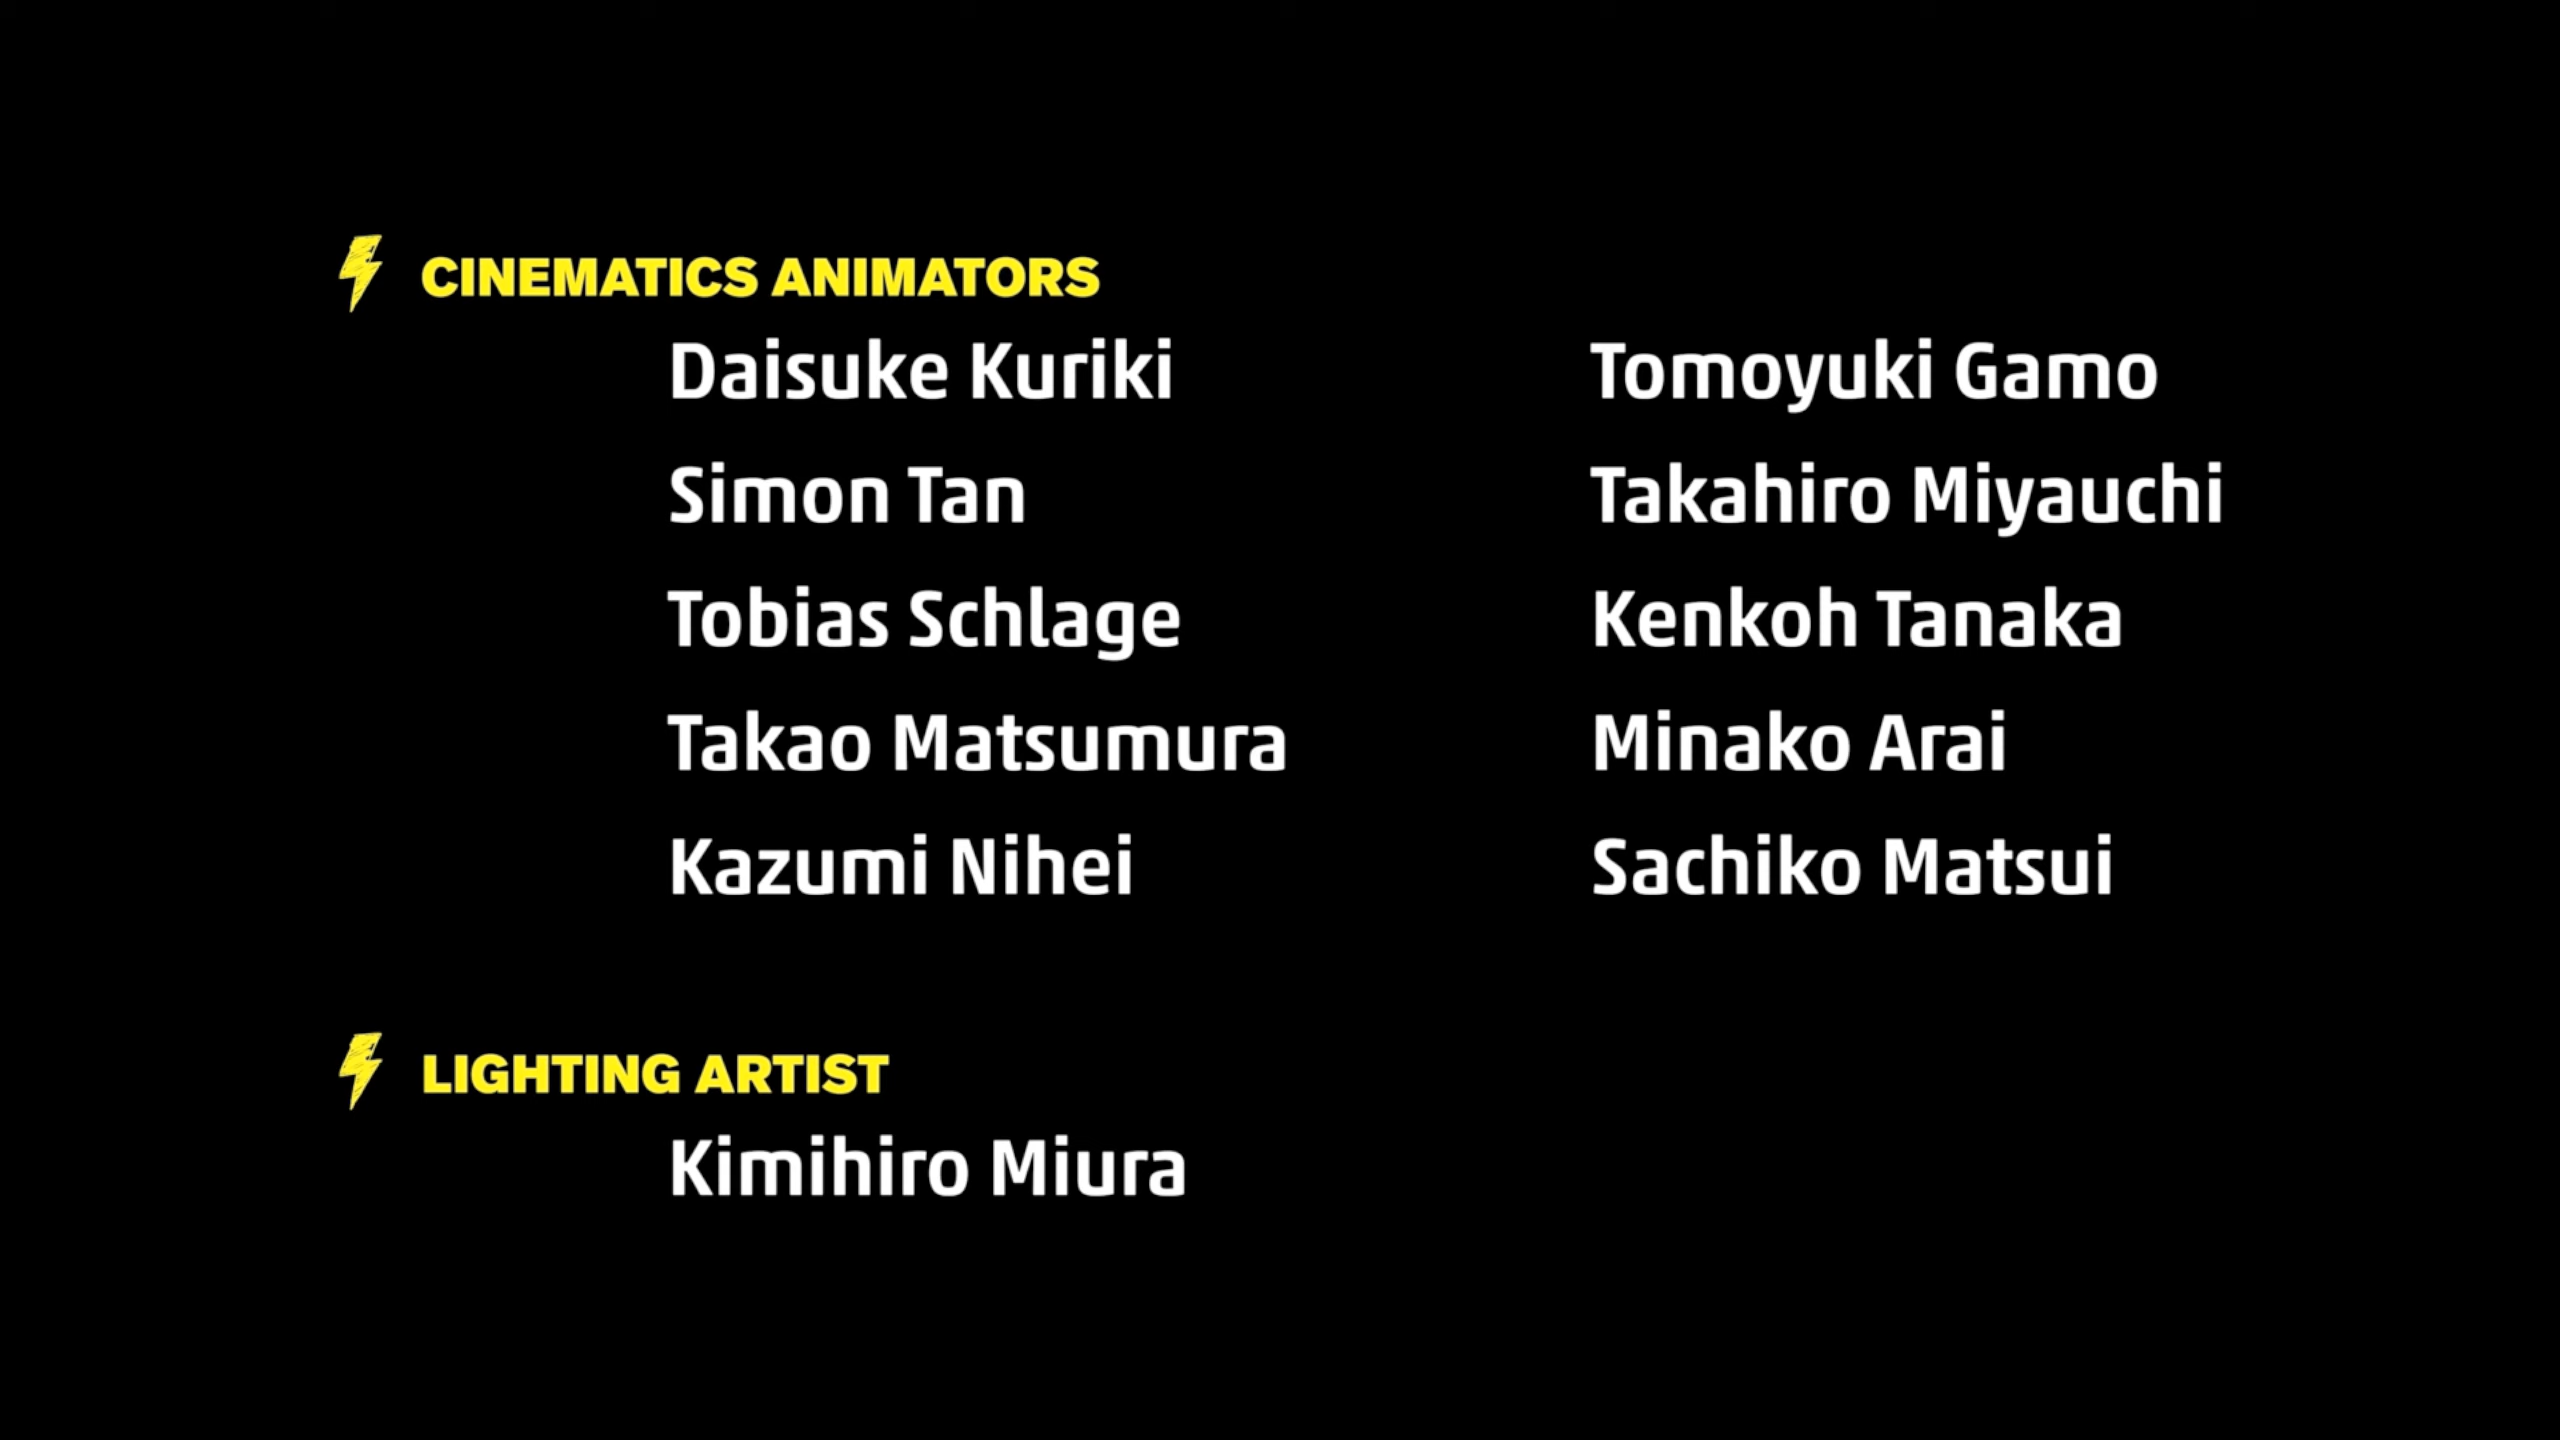 CINEMATICS ANIMATORS
Daisuke Kuriki
Tomoyuki Gamo
Simon Tan
Takahiro Miyauchi
Tobias Schlage
Kenkoh Tanaka
Takao Matsumura
Minako Arai
Kazumi Nihei
Sachiko Matsui
LIGHTING ARTIST
Kimihiro Miura